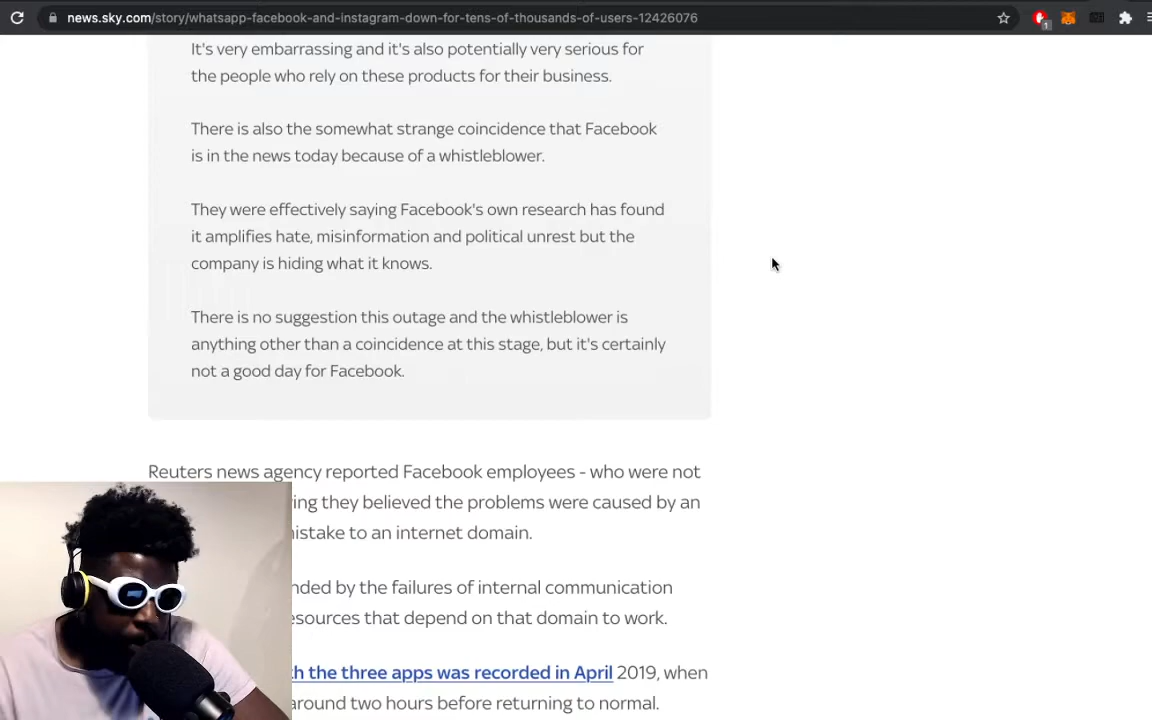 news.sky.com/story/whatsapp-facebook-and-instagram-down-for-tens-of-thousands-of-users-12426076
1
It's very embarrassing and it's also potentially very serious for
the people who rely on these products for their business.
There is also the somewhat strange coincidence that Facebook
is in the news today because of a whistleblower.
They were effectively saying Facebook's own research has found
it amplifies hate, misinformation and political unrest but the
company is hiding what it knows.
There is no suggestion this outage and the whistleblower is
anything other than a coincidence at this stage, but it's certainly
not a good day for Facebook.
Reuters news agency reported Facebook employees - who were not
they believed the problems were caused by an
to an internet domain.
by the failures of internal communication
that depend on that domain to work.
the three apps was recorded in April 2019, when
around two hours before returning to normal.